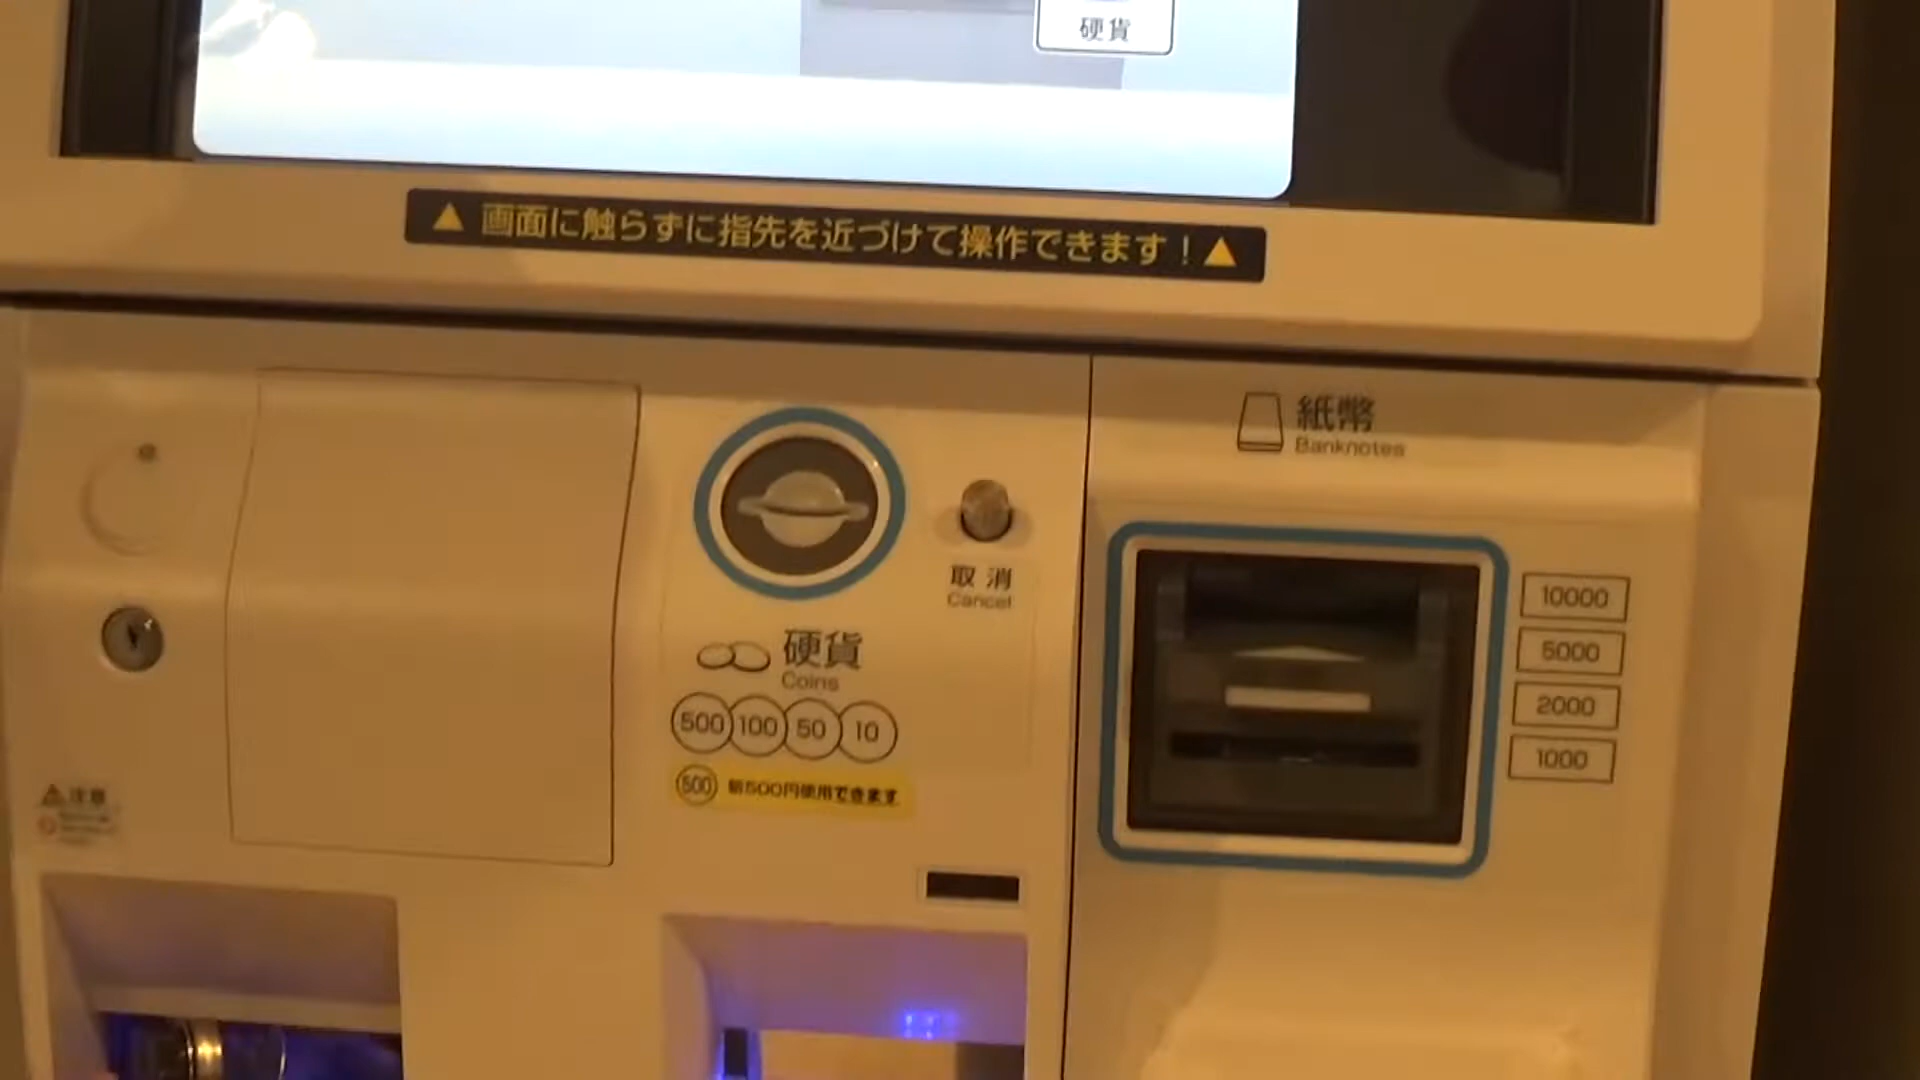 硬貨
▲ 画面に触らずに指先を近づけて操作できます！▲
紙幣
Banknotes
取消
Cancel
硬貨
Coins
500 100 50 10
500 新500円使用できます
10000
5000
2000
1000
注意